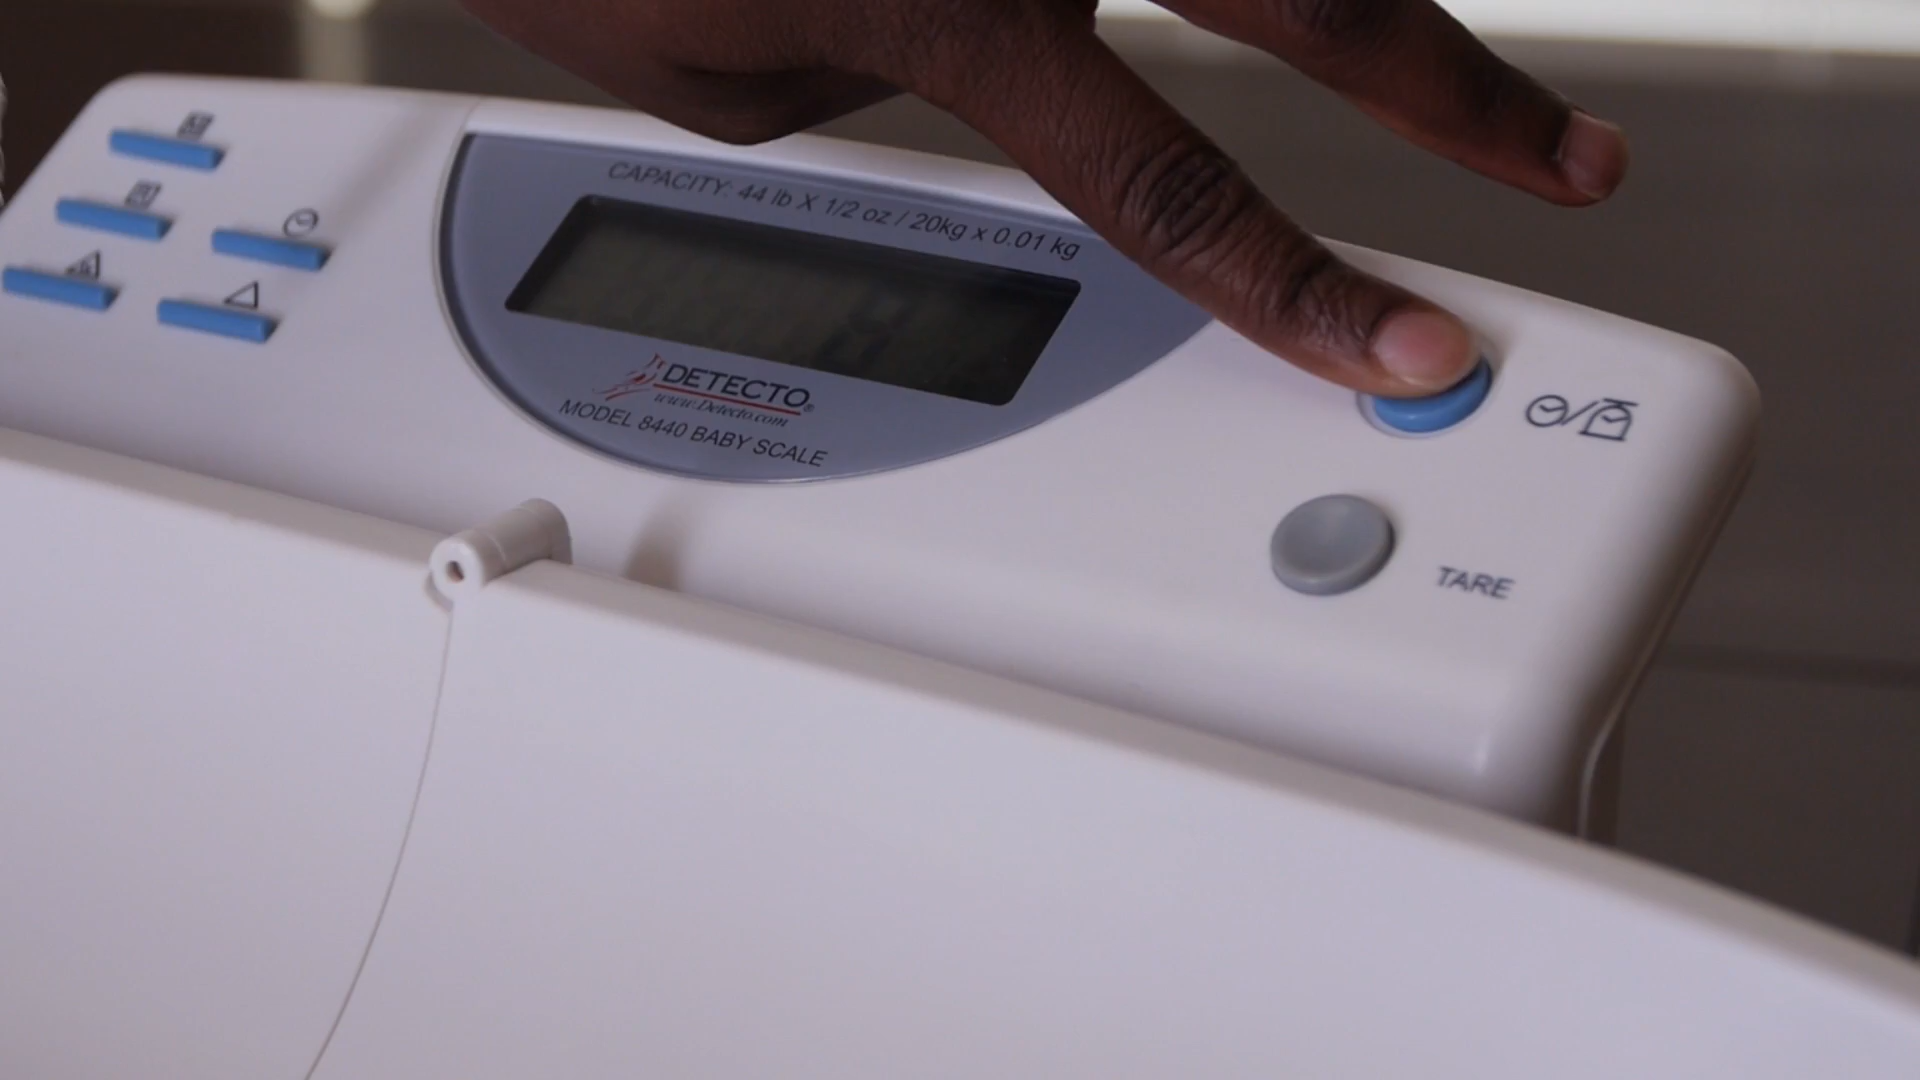 CAPACITY: 44 lb X 1/2 oz / 20kg x 0.01 kg
DETECTO®
www.Detecto.com
MODEL 8440 BABY SCALE
TARE